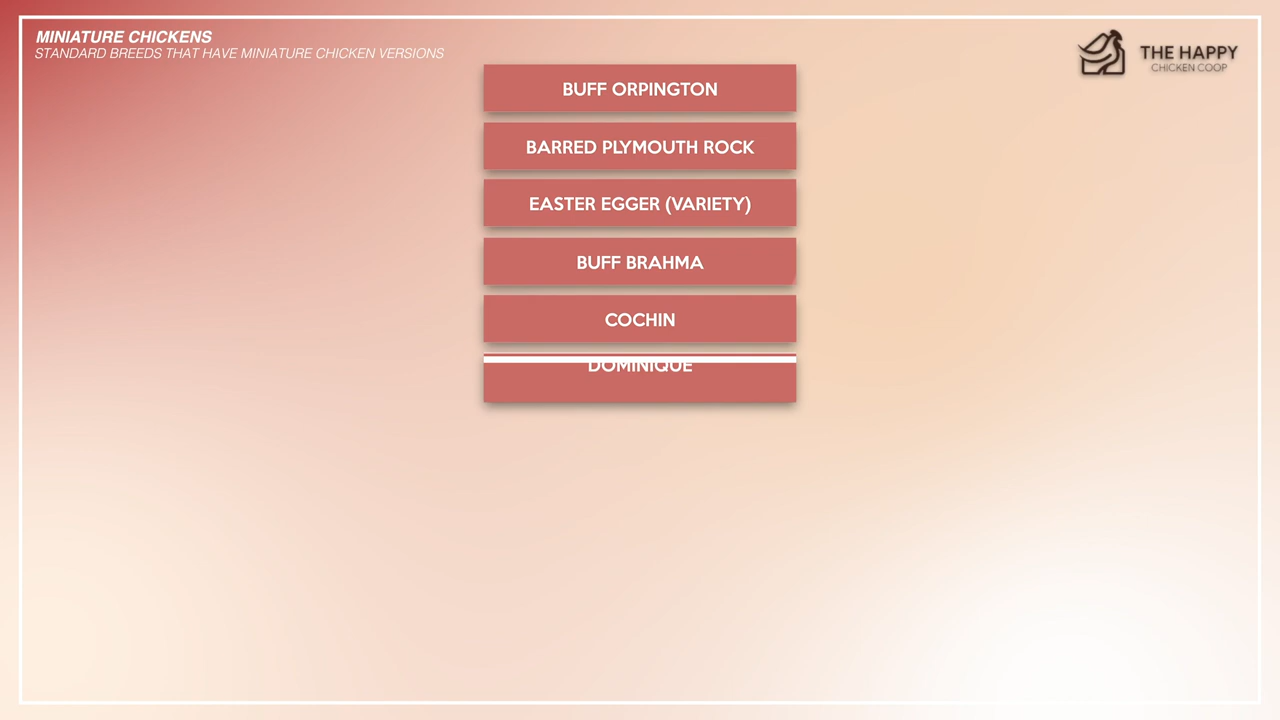 MINIATURE CHICKENS
STANDARD BREEDS THAT HAVE MINIATURE CHICKEN VERSIONS
THE HAPPY
CHICKEN COOP
BUFF ORPINGTON
BARRED PLYMOUTH ROCK
EASTER EGGER (VARIETY)
BUFF BRAHMA
COCHIN
DOMINIQUE